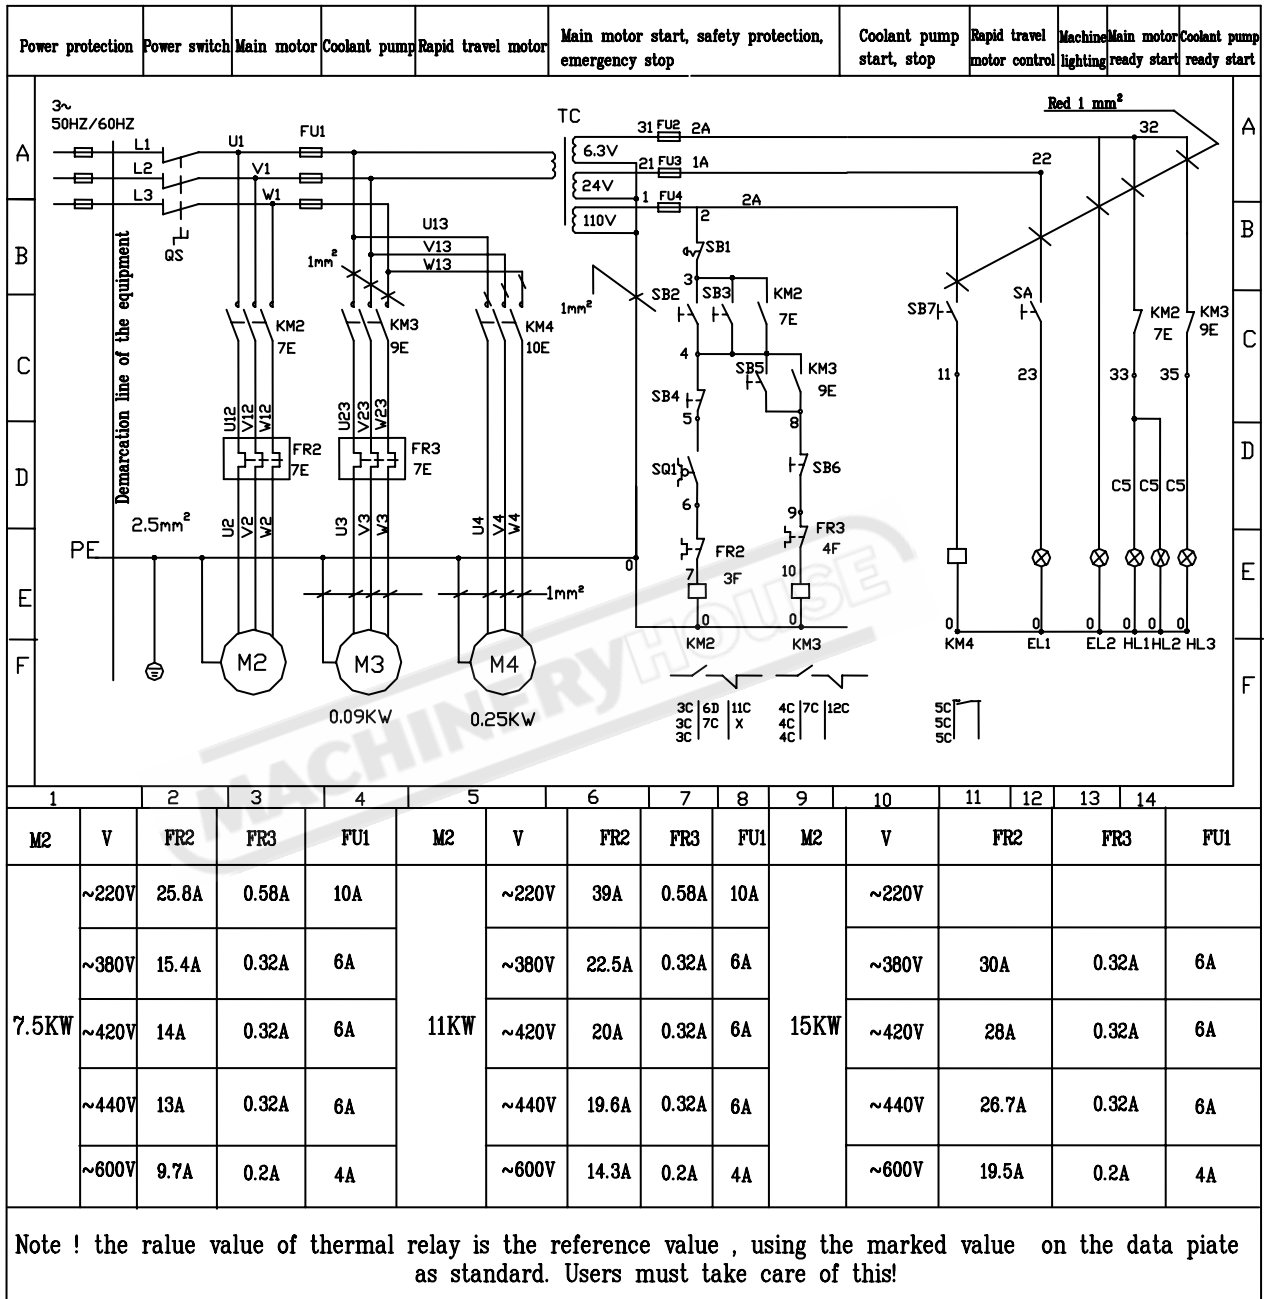 Power protection
Power switch
Main motor
Coolant pump
Rapid travel motor
Main motor start, safety protection,
emergency stop
Coolant pump
start, stop
Rapid travel
motor control
Machine
lighting
Main motor
ready start
Coolant pump
ready start
3~
50HZ/60HZ
Red 1 mm²
A
B
C
D
E
F
L1
L2
L3
U1
V1
W1
FU1
QS
TC
6.3V
24V
110V
31 FU2 2A
21 FU3 1A
1 FU4 2A
32
22
2
U13
V13
W13
1mm²
1mm²
Demarcation line of the equipment
KM2
7E
KM3
9E
KM4
10E
U12
V12
W12
U23
V23
W23
FR2
7E
FR3
7E
U2
V2
W2
U3
V3
W3
U4
V4
W4
2.5mm²
PE
1mm²
M2
M3
M4
0.09KW
0.25KW
SB1
3
SB2
SB3
KM2
7E
4
SB5
KM3
9E
SB4
5
8
SQ1
SB6
6
9
FR2
3F
FR3
4F
7
10
0
0
0
KM2
KM3
SB7
SA
KM2
7E
KM3
9E
11
23
33
35
C5
C5
C5
0
0
0
0
0
0
KM4
EL1
EL2
HL1
HL2
HL3
3C 6D 11C
3C 7C X
3C
4C 7C 12C
4C
4C
5C
5C
5C
A
B
C
D
E
F
MACHINERYHOUSE
1 2 3 4 5 6 7 8 9 10 11 12 13 14
M2 V FR2 FR3 FU1 M2 V FR2 FR3 FU1 M2 V FR2 FR3 FU1
~220V 25.8A 0.58A 10A ~220V 39A 0.58A 10A ~220V
~380V 15.4A 0.32A 6A ~380V 22.5A 0.32A 6A ~380V 30A 0.32A 6A
7.5KW ~420V 14A 0.32A 6A 11KW ~420V 20A 0.32A 6A 15KW ~420V 28A 0.32A 6A
~440V 13A 0.32A 6A ~440V 19.6A 0.32A 6A ~440V 26.7A 0.32A 6A
~600V 9.7A 0.2A 4A ~600V 14.3A 0.2A 4A ~600V 19.5A 0.2A 4A
Note ! the ralue value of thermal relay is the reference value , using the marked value on the data piate
as standard. Users must take care of this!